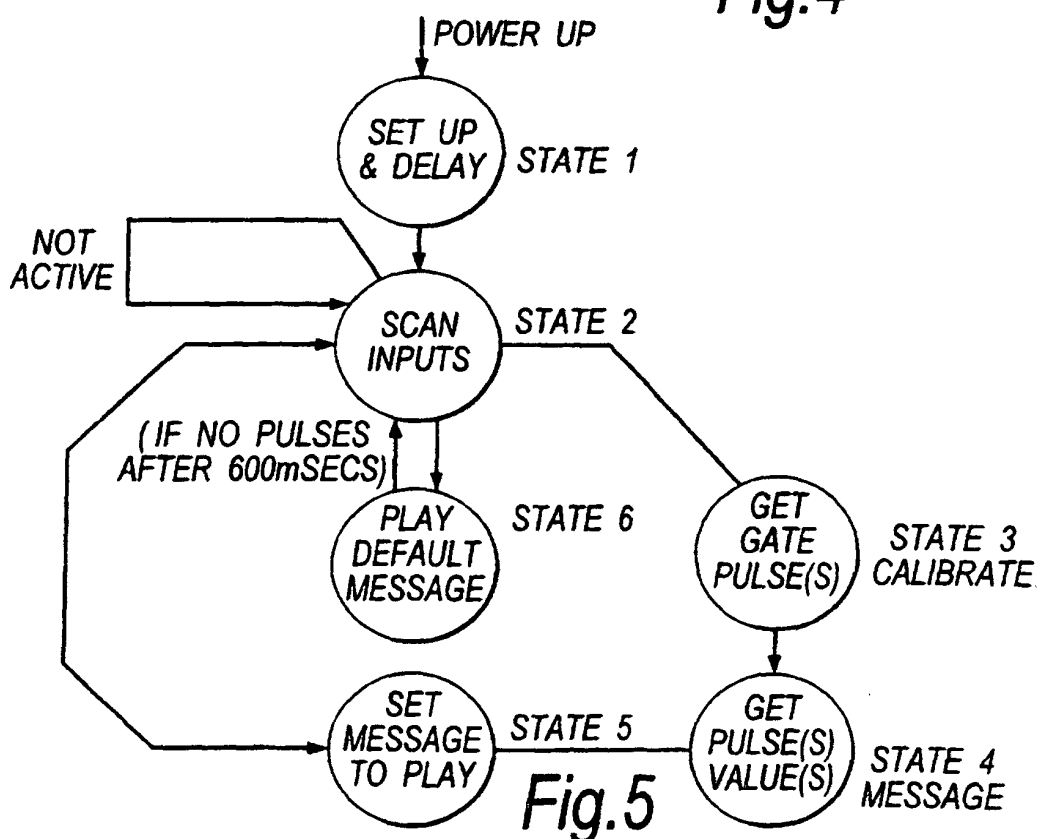 Fig.4
POWER UP
SET UP
& DELAY
STATE 1
NOT
ACTIVE
SCAN
INPUTS
STATE 2
(IF NO PULSES
AFTER 600mSECS)
PLAY
DEFAULT
MESSAGE
STATE 6
GET
GATE
PULSE(S)
STATE 3
CALIBRATE
SET
MESSAGE
TO PLAY
STATE 5
GET
PULSE(S)
VALUE(S)
STATE 4
MESSAGE
Fig.5